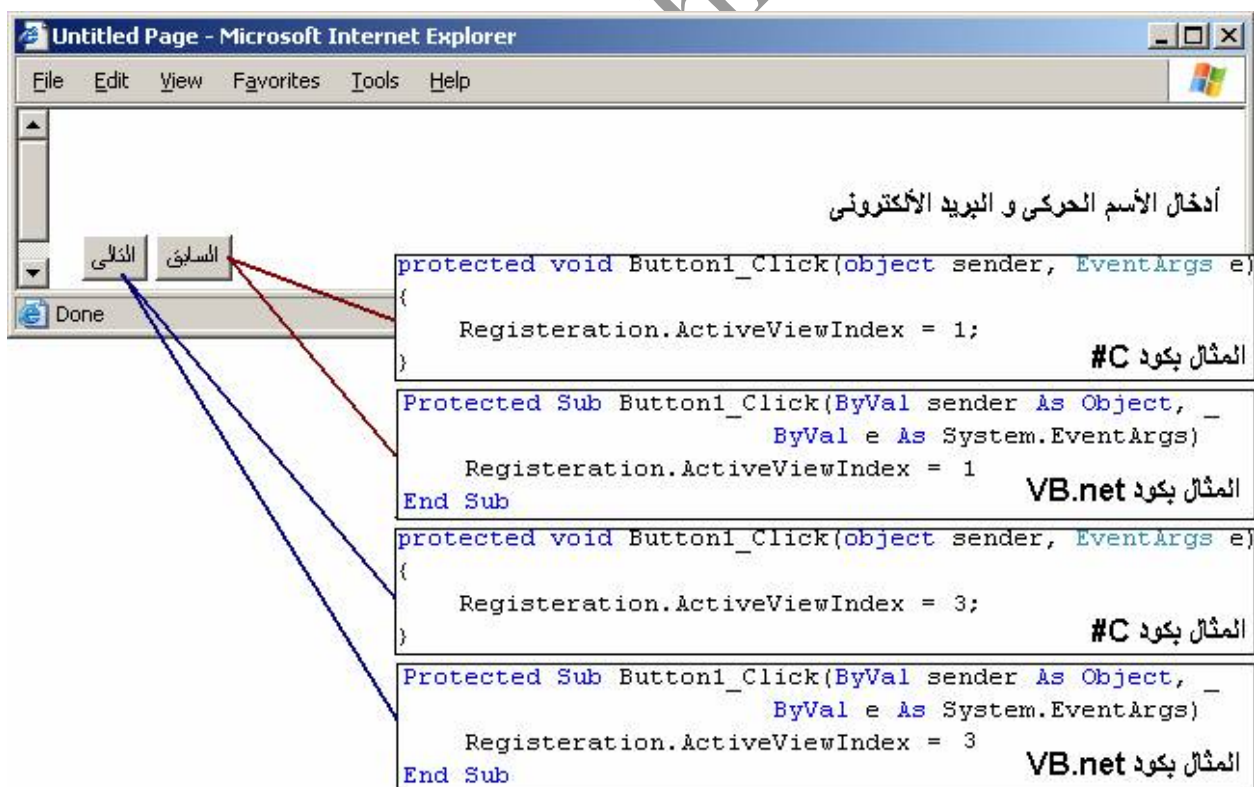 Untitled Page - Microsoft Internet Explorer
File Edit View Favorites Tools Help
أدخال الأسم الحركى و البريد الألكترونى
السابق
التالى
Done
protected void Button1_Click(object sender, EventArgs e)
{
Registeration.ActiveViewIndex = 1;
}
المثال بكود C#
Protected Sub Button1_Click(ByVal sender As Object, _
ByVal e As System.EventArgs)
Registeration.ActiveViewIndex = 1
End Sub
المثال بكود VB.net
protected void Button1_Click(object sender, EventArgs e)
{
Registeration.ActiveViewIndex = 3;
}
المثال بكود C#
Protected Sub Button1_Click(ByVal sender As Object, _
ByVal e As System.EventArgs)
Registeration.ActiveViewIndex = 3
End Sub
المثال بكود VB.net